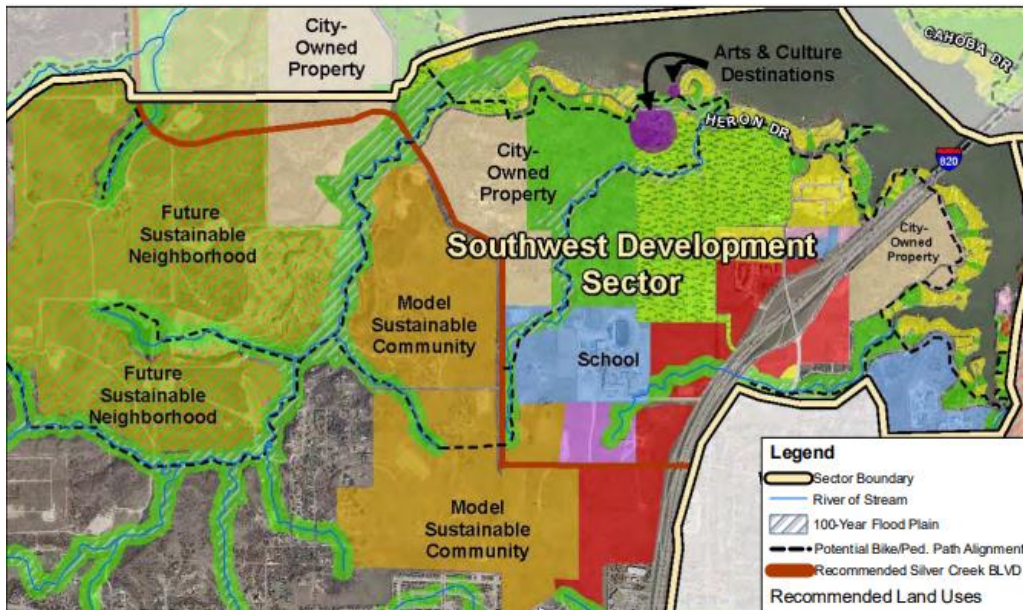 City-
Owned
Property
CAHOBA DR.
Arts & Culture
Destinations
HERON DR
820
City-
Owned
Property
City-
Owned
Property
Future
Sustainable
Neighborhood
Southwest Development
Sector
Model
Sustainable
Community
School
Future
Sustainable
Neighborhood
Model
Sustainable
Community
Legend
Sector Boundary
River of Stream
100-Year Flood Plain
Potential Bike/Ped. Path Alignment
Recommended Silver Creek BLVD
Recommended Land Uses